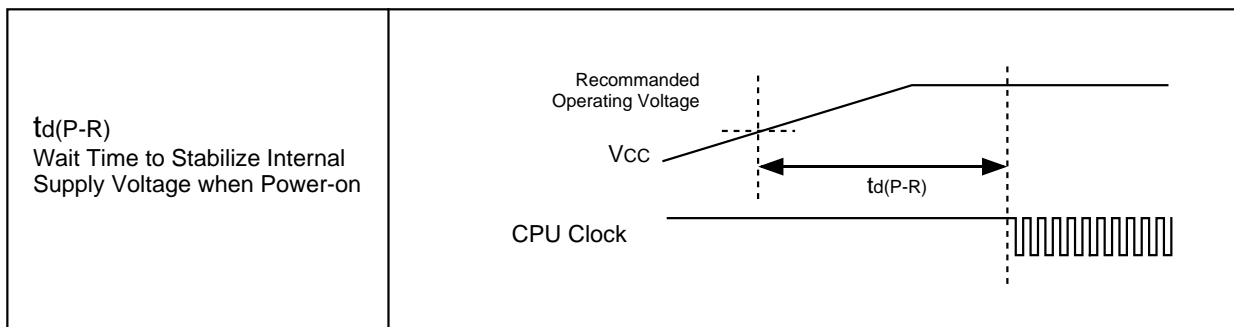 td(P-R)
Wait Time to Stabilize Internal
Supply Voltage when Power-on
Recommanded
Operating Voltage
VCC
td(P-R)
CPU Clock